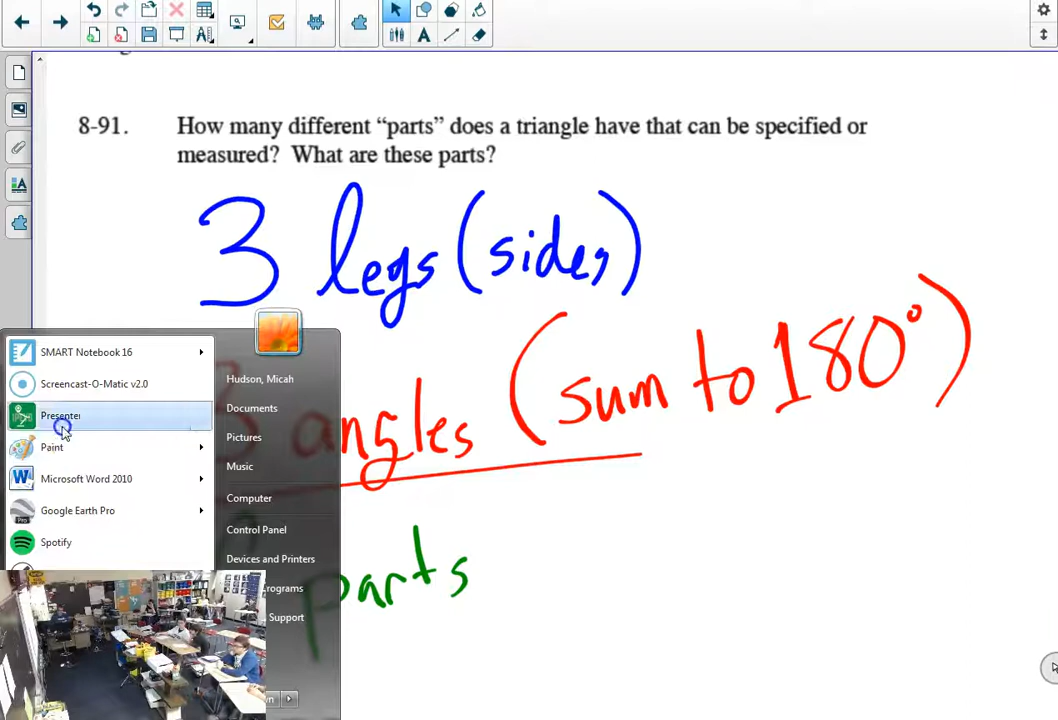 8-91. How many different “parts” does a triangle have that can be specified or
measured? What are these parts?
3 legs (sides)
3 angles (sum to 180°)
parts
SMART Notebook 16
Screencast-O-Matic v2.0
Presenter
Paint
Microsoft Word 2010
Google Earth Pro
Spotify
Hudson, Micah
Documents
Pictures
Music
Computer
Control Panel
Devices and Printers
Programs
Support